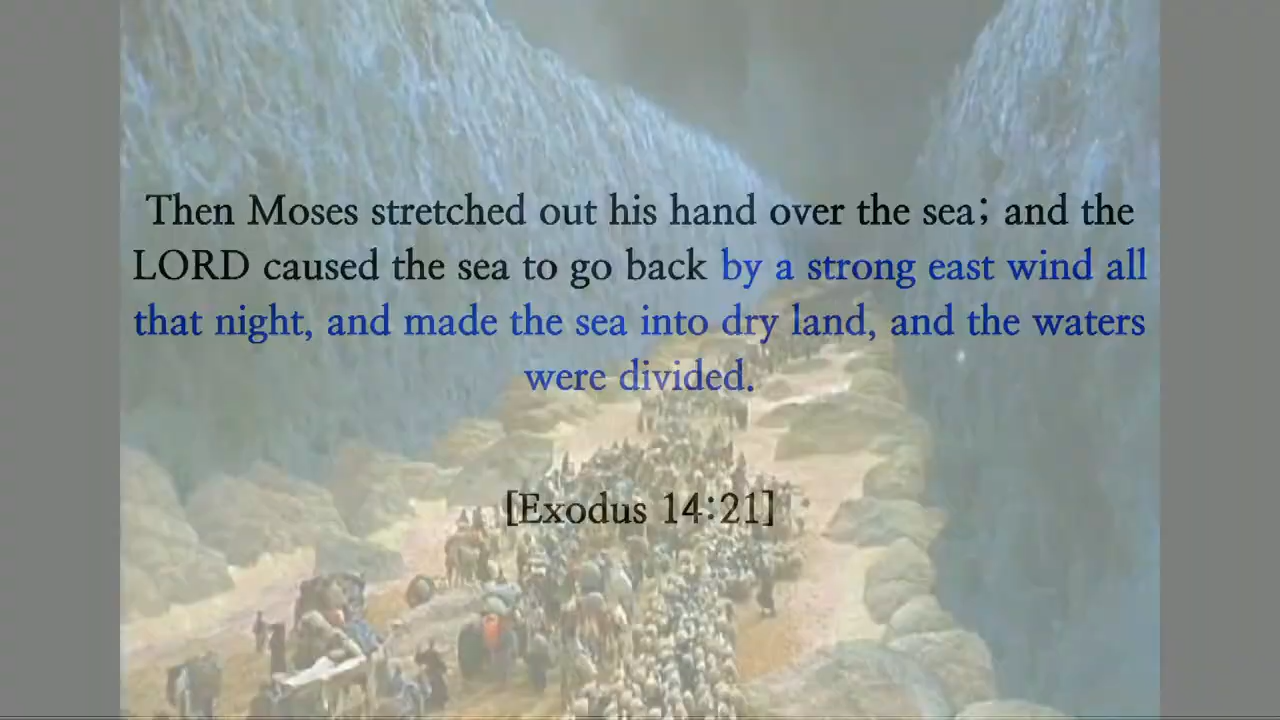 Then Moses stretched out his hand over the sea; and the
LORD caused the sea to go back by a strong east wind all
that night, and made the sea into dry land, and the waters
were divided.
[Exodus 14:21]